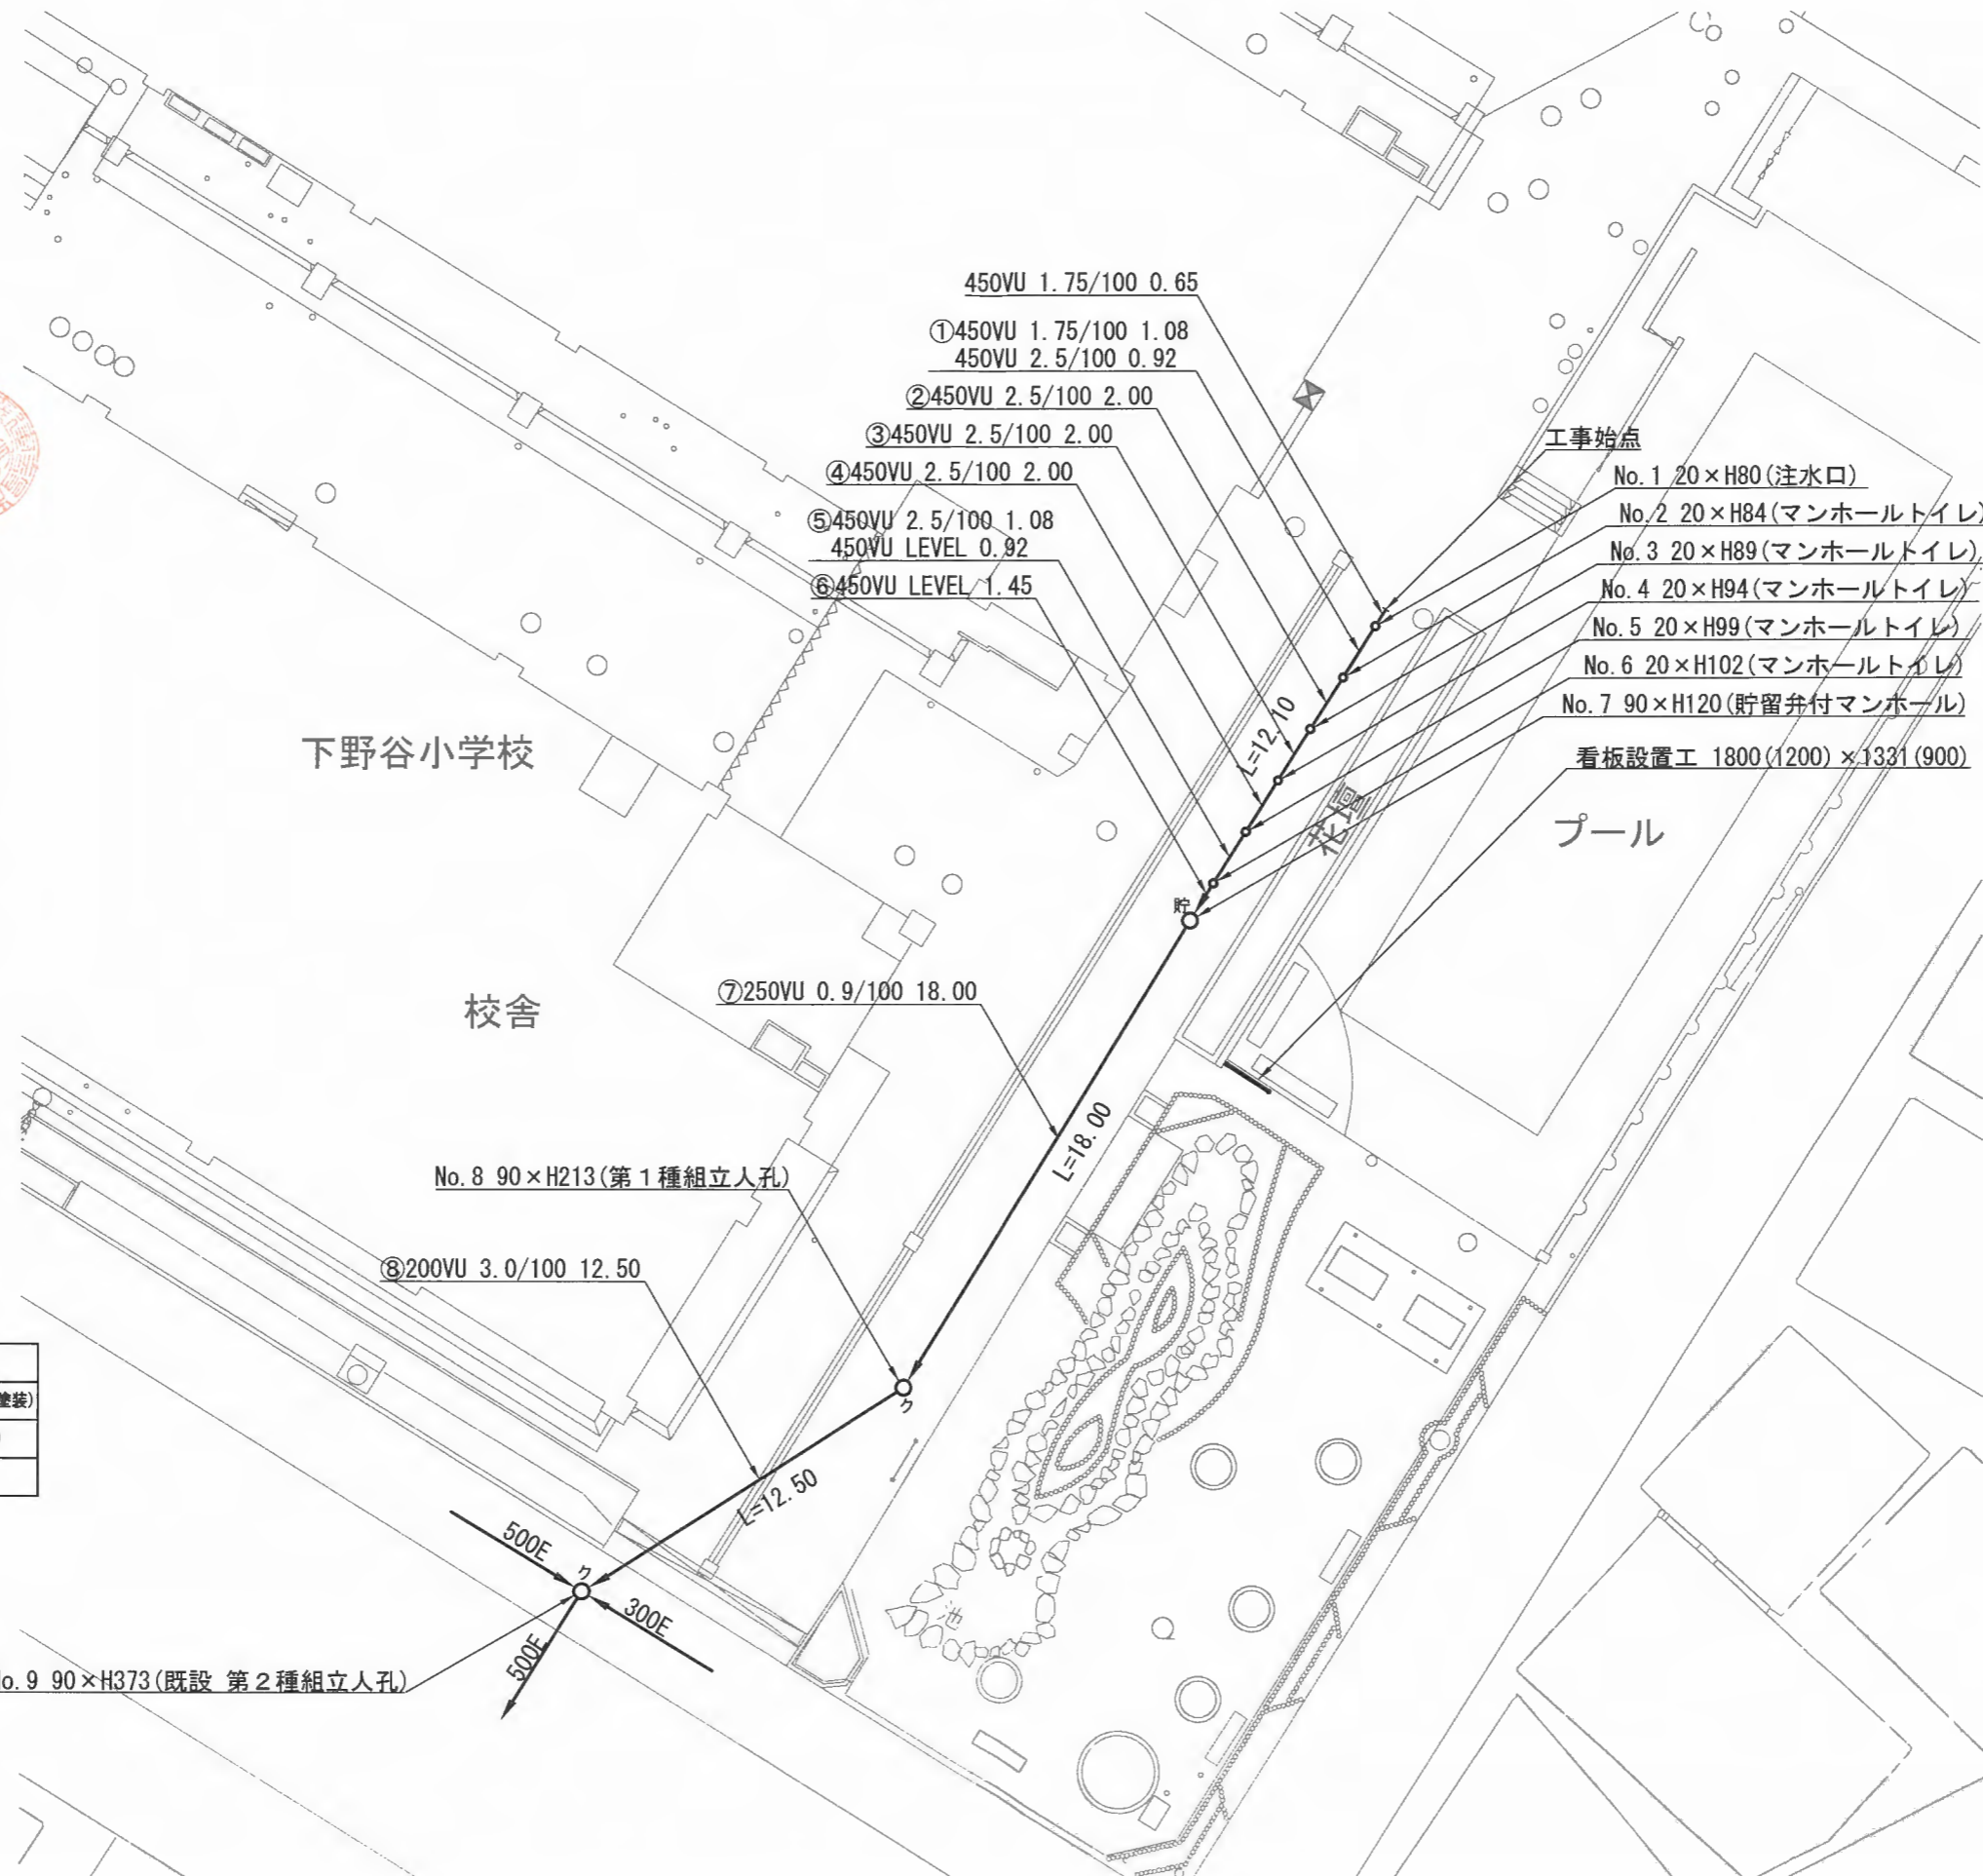 450VU 1.75/100 0.65
①450VU 1.75/100 1.08
450VU 2.5/100 0.92
②450VU 2.5/100 2.00
③450VU 2.5/100 2.00
④450VU 2.5/100 2.00
⑤450VU 2.5/100 1.08
450VU LEVEL 0.92
⑥450VU LEVEL 1.45
工事始点
No.1 20×H80(注水口)
No.2 20×H84(マンホールトイレ)
No.3 20×H89(マンホールトイレ)
No.4 20×H94(マンホールトイレ)
No.5 20×H99(マンホールトイレ)
No.6 20×H102(マンホールトイレ)
No.7 90×H120(貯留弁付マンホール)
看板設置工 1800(1200)×1331(900)
L=12.10
下野谷小学校
花壇
プール
貯
校舎
⑦250VU 0.9/100 18.00
L=18.00
No.8 90×H213(第1種組立人孔)
⑧200VU 3.0/100 12.50
ク
塗装)
L=12.50
500E
ク
300E
500E
池
No.9 90×H373(既設 第2種組立人孔)